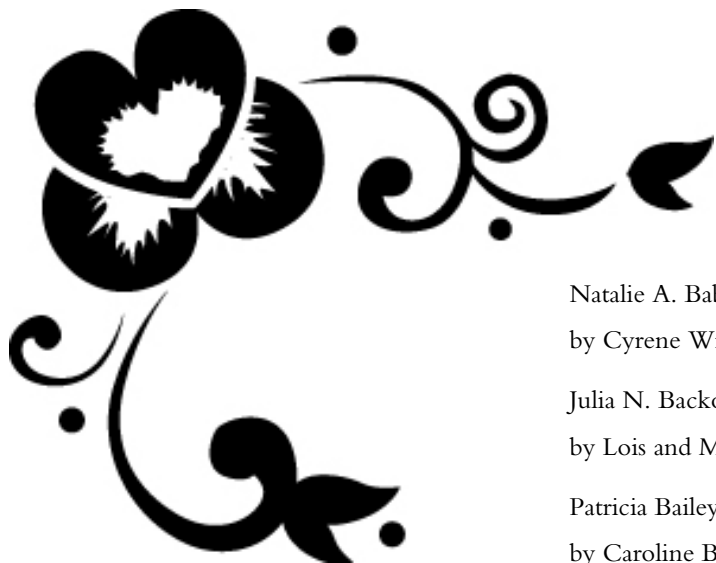 Natalie A.
by Cyrene
Julia N.
by Lois and
Patricia Bailey
by Caroline